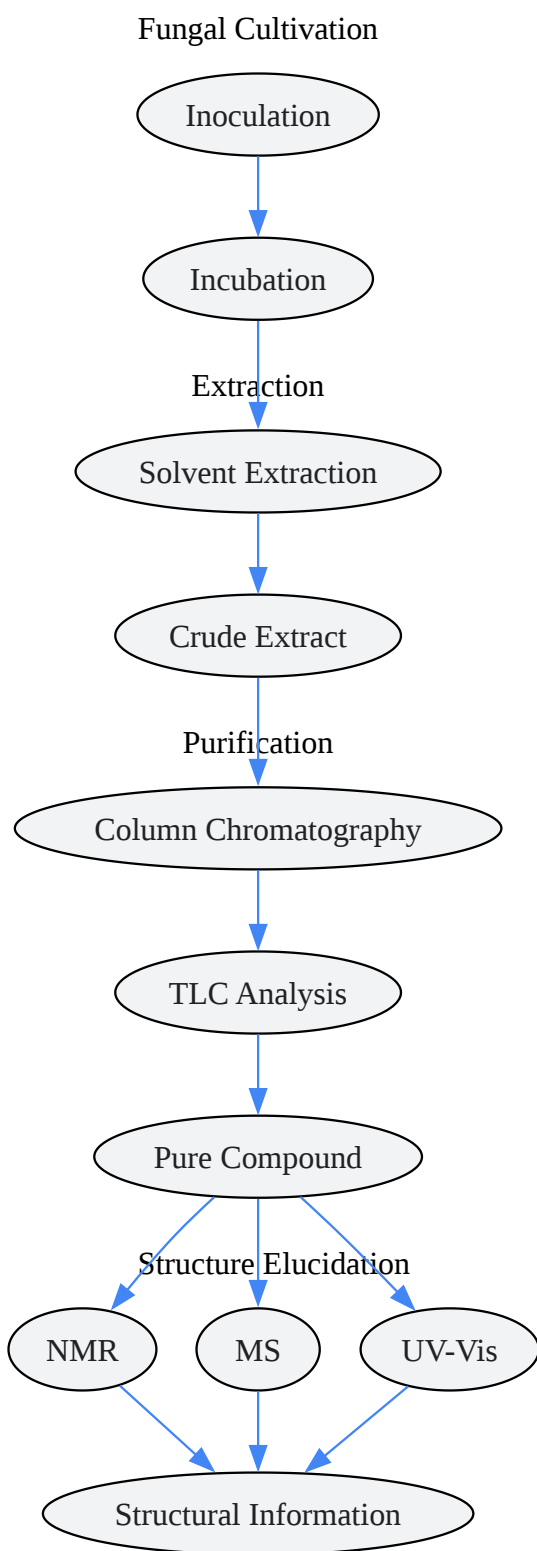 Fungal Cultivation
Inoculation
Incubation
Extraction
Solvent Extraction
Crude Extract
Purification
Column Chromatography
TLC Analysis
Pure Compound
Structure Elucidation
NMR
MS
UV-Vis
Structural Information